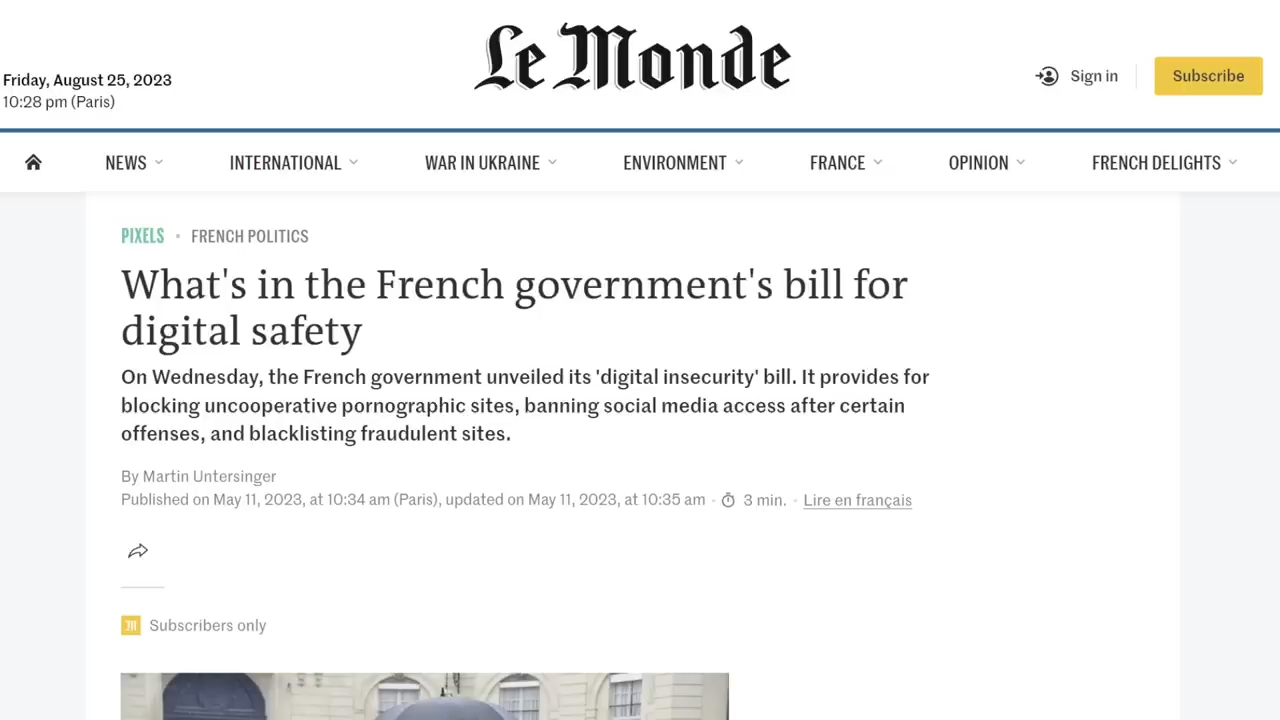 Le Monde
Friday, August 25, 2023
10:28 pm (Paris)
Sign in
Subscribe
NEWS
INTERNATIONAL
WAR IN UKRAINE
ENVIRONMENT
FRANCE
OPINION
FRENCH DELIGHTS
PIXELS • FRENCH POLITICS
What's in the French government's bill for
digital safety
On Wednesday, the French government unveiled its 'digital insecurity' bill. It provides for
blocking uncooperative pornographic sites, banning social media access after certain
offenses, and blacklisting fraudulent sites.
By Martin Untersinger
Published on May 11, 2023, at 10:34 am (Paris), updated on May 11, 2023, at 10:35 am • 3 min. • Lire en français
M Subscribers only